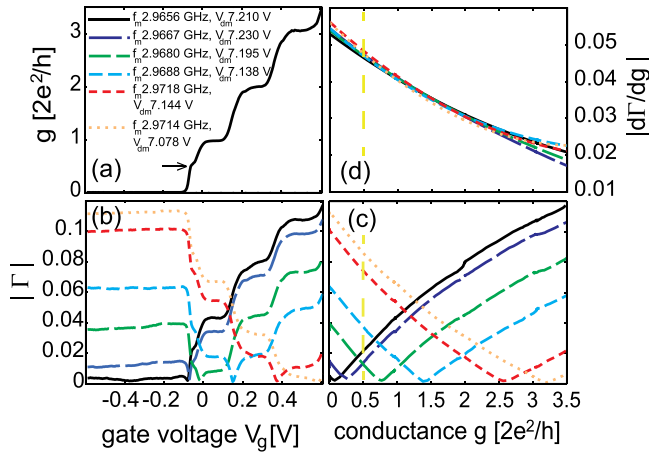 3
2
1
0
g [2e²/h]
f_m 2.9656 GHz, V_dm 7.210 V
f_m 2.9667 GHz, V_dm 7.230 V
f_m 2.9680 GHz, V_dm 7.195 V
f_m 2.9688 GHz, V_dm 7.138 V
f_m 2.9718 GHz,
V_dm 7.144 V
f_m 2.9714 GHz,
V_dm 7.078 V
(a)
(d)
0.05
0.04
0.03
0.02
0.01
|dΓ/dg|
(b)
(c)
0.1
0.08
0.06
0.04
0.02
0
|Γ|
-0.4 -0.2 0 0.2 0.4
gate voltage V_g[V]
0 0.5 1 1.5 2 2.5 3 3.5
conductance g [2e²/h]